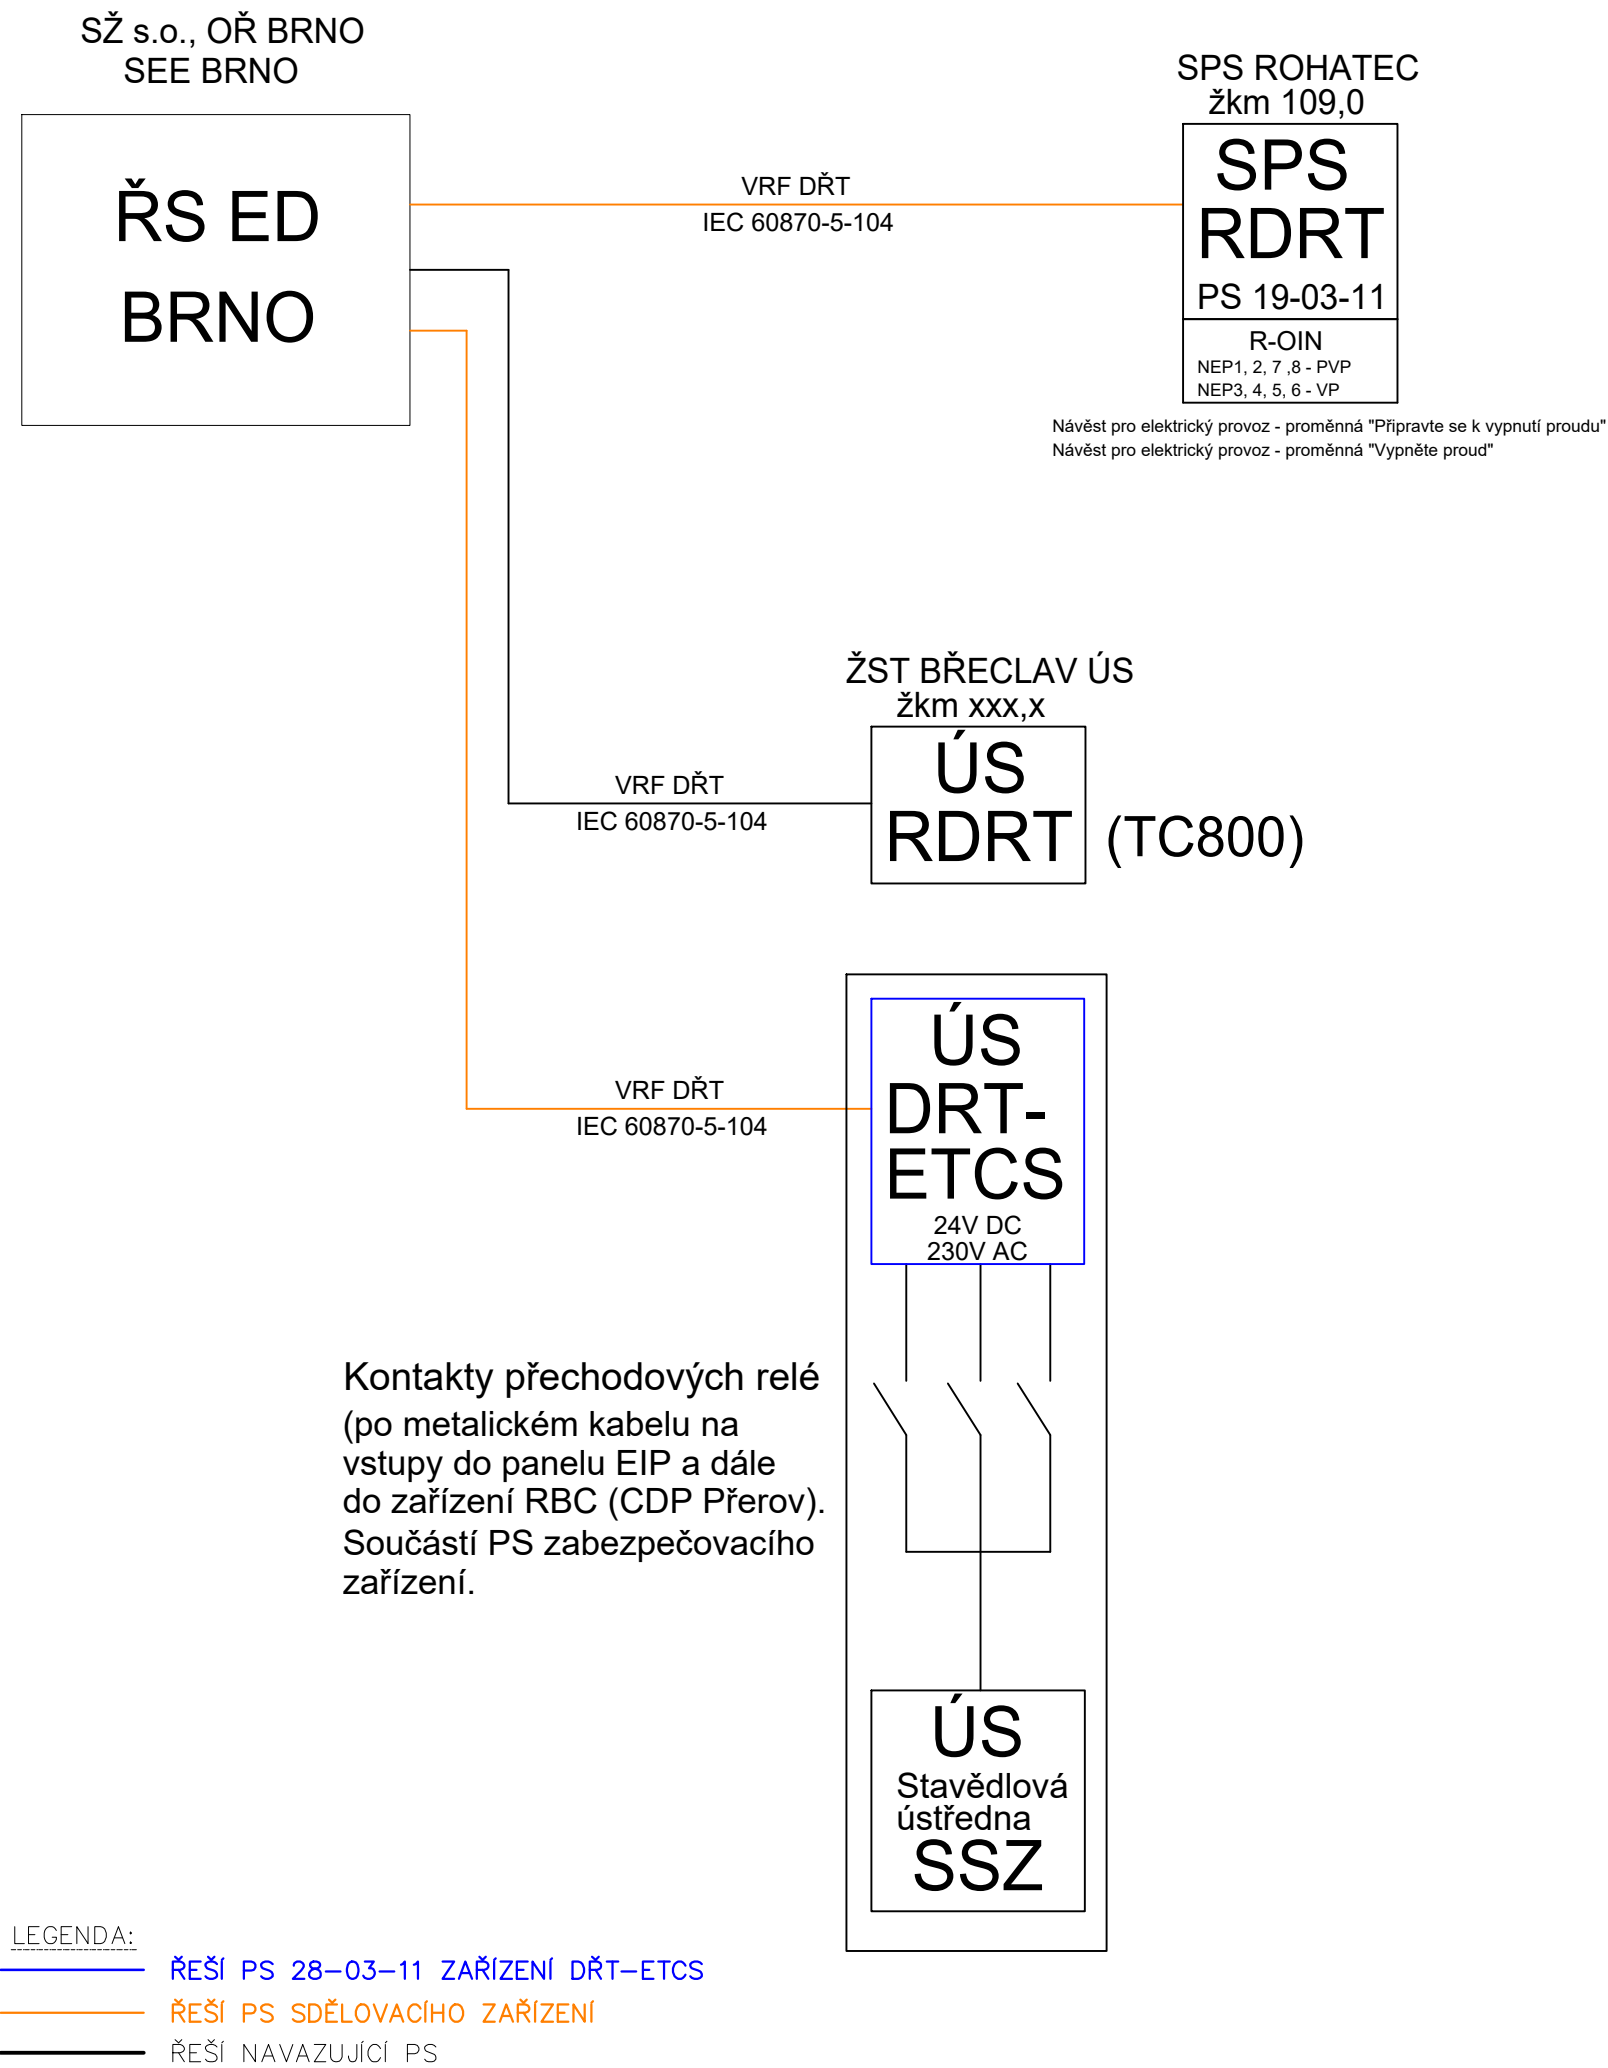 SŽ s.o., OŘ BRNO
SEE BRNO
ŘS ED
BRNO
VRF DŘT
IEC 60870-5-104
SPS ROHATEC
žkm 109,0
SPS
RDRT
PS 19-03-11
R-OIN
NEP1, 2, 7 ,8 - PVP
NEP3, 4, 5, 6 - VP
Návěst pro elektrický provoz - proměnná "Připravte se k vypnutí proudu"
Návěst pro elektrický provoz - proměnná "Vypněte proud"
ŽST BŘECLAV ÚS
žkm xxx,x
VRF DŘT
IEC 60870-5-104
ÚS
RDRT
(TC800)
VRF DŘT
IEC 60870-5-104
ÚS
DRT-
ETCS
24V DC
230V AC
Kontakty přechodových relé
(po metalickém kabelu na
vstupy do panelu EIP a dále
do zařízení RBC (CDP Přerov).
Součástí PS zabezpečovacího
zařízení.
ÚS
Stavědlová
ústředna
SSZ
LEGENDA:
ŘEŠÍ PS 28-03-11 ZAŘÍZENÍ DŘT-ETCS
ŘEŠÍ PS SDĚLOVACÍHO ZAŘÍZENÍ
ŘEŠÍ NAVAZUJÍCÍ PS